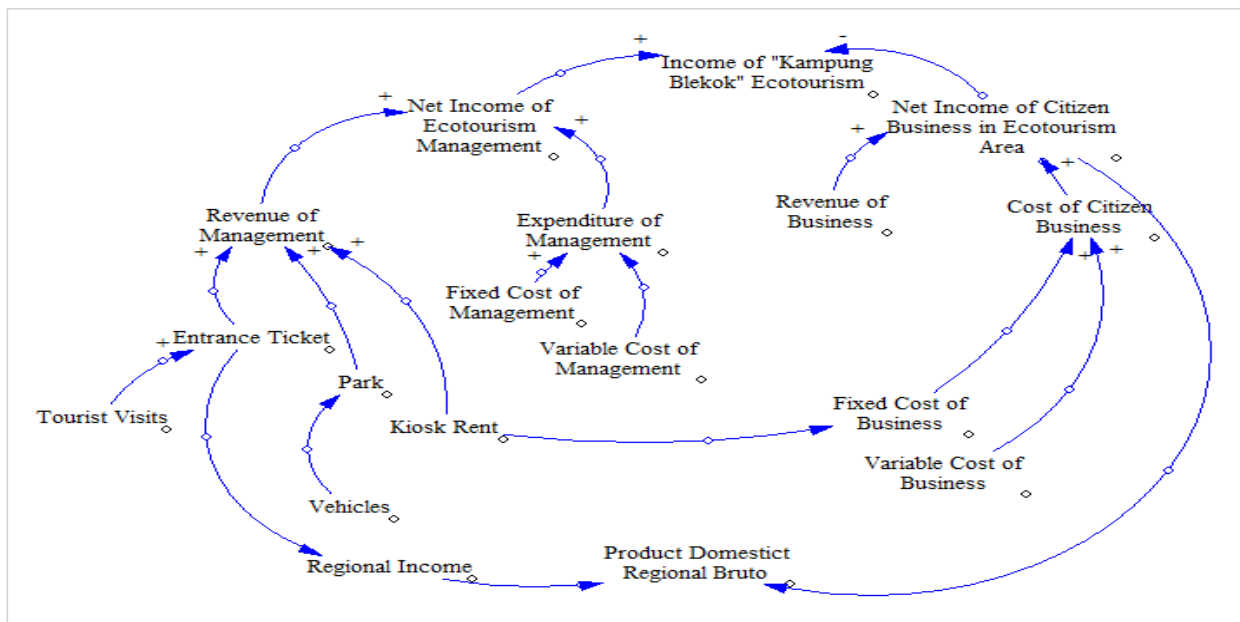 +
+
-
Income of "Kampung
Blekok" Ecotourism
+
Net Income of
Ecotourism
Management
+
Net Income of Citizen
Business in Ecotourism
Area
+
+
Revenue of
Management
+
+
+
Expenditure of
Management
+
Revenue of
Business
Cost of Citizen
Business
+
+
Fixed Cost of
Management
Entrance Ticket
+
Variable Cost of
Management
Park
Tourist Visits
Kiosk Rent
Fixed Cost of
Business
Variable Cost of
Business
Vehicles
Regional Income
Product Domestict
Regional Bruto